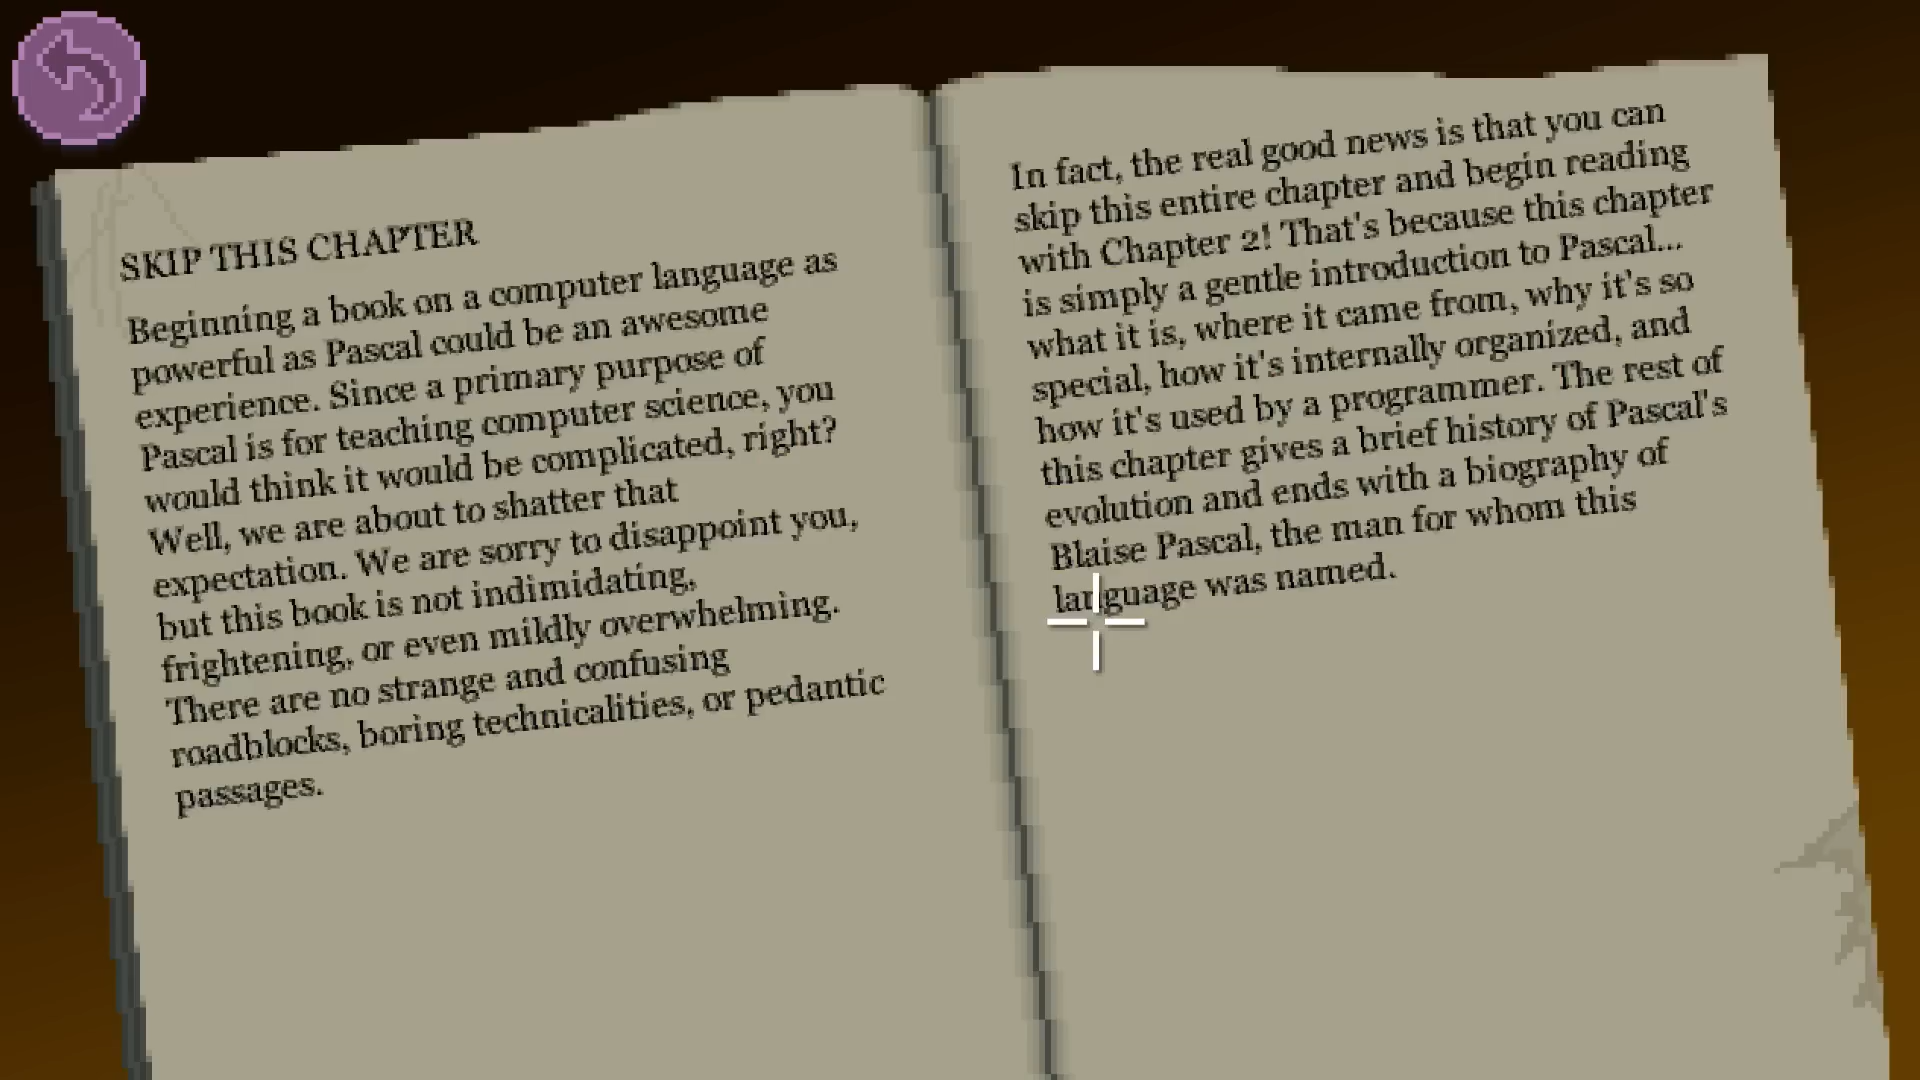 SKIP THIS CHAPTER
Beginning a book on a computer language as
powerful as Pascal could be an awesome
experience. Since a primary purpose of
Pascal is for teaching computer science, you
would think it would be complicated, right?
Well, we are about to shatter that
expectation. We are sorry to disappoint you,
but this book is not indimidating,
frightening, or even mildly overwhelming.
There are no strange and confusing
roadblocks, boring technicalities, or pedantic
passages.
In fact, the real good news is that you can
skip this entire chapter and begin reading
with Chapter 2! That's because this chapter
is simply a gentle introduction to Pascal...
what it is, where it came from, why it's so
special, how it's internally organized, and
how it's used by a programmer. The rest of
this chapter gives a brief history of Pascal's
evolution and ends with a biography of
Blaise Pascal, the man for whom this
language was named.